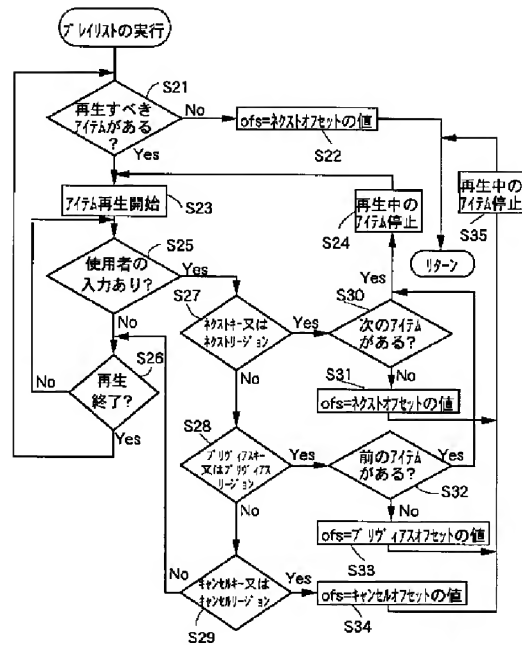 プレイリストの実行
S21
再生すべき
アイテムがある
?
No
Yes
ofs=ネクストオフセットの値
S22
アイテム再生開始
S23
再生中の
アイテム停止
S24
再生中の
アイテム停止
S35
リターン
S25
使用者の
入力あり?
Yes
No
S26
再生
終了?
No
Yes
S27
ネクストキー又は
ネクストリージョン
Yes
No
S30
次のアイテム
がある?
Yes
No
S31
ofs=ネクストオフセットの値
S28
プリヴィアスキー
又はプリヴィアス
リージョン
Yes
No
前のアイテム
がある?
Yes
S32
No
ofs=プリヴィアスオフセットの値
S33
キャンセルキー又は
キャンセルリージョン
No
Yes
S29
ofs=キャンセルオフセットの値
S34